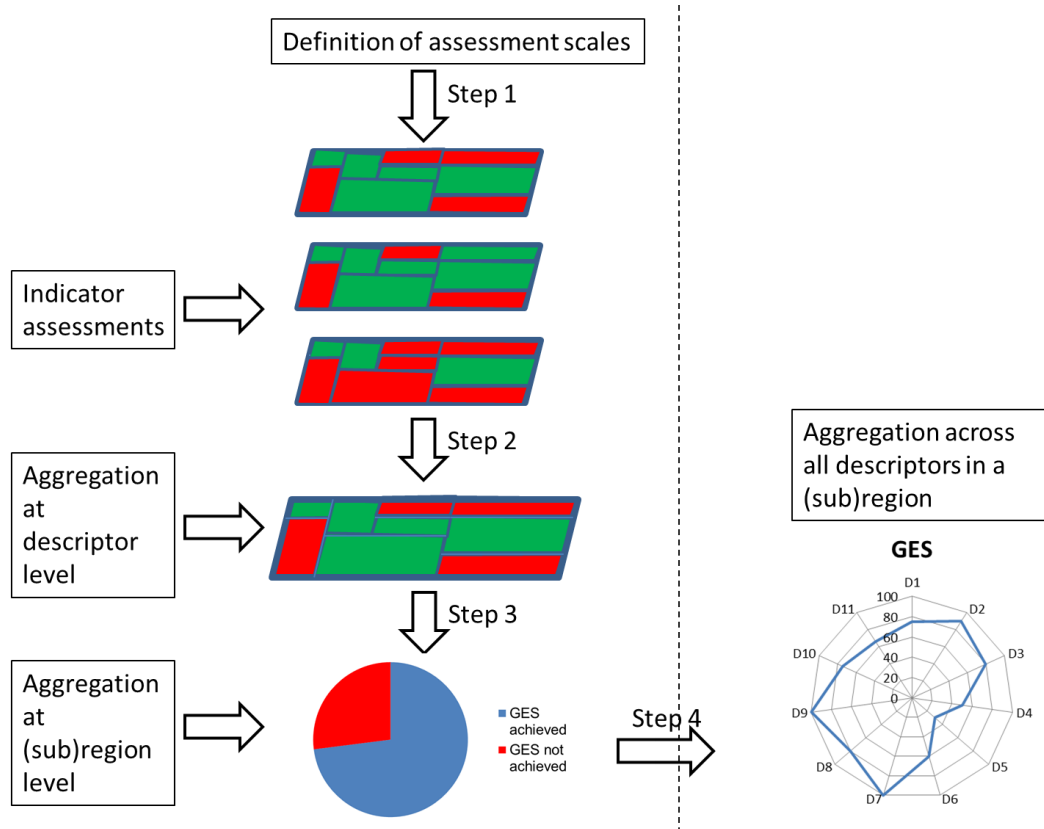 Definition of assessment scales
Step 1
Indicator
assessments
Step 2
Aggregation
at
descriptor
level
Step 3
Aggregation
at
(sub)region
level
GES
achieved
GES not
achieved
Step 4
Aggregation across
all descriptors in a
(sub)region
GES
D1
D2
D3
D4
D5
D6
D7
D8
D9
D10
D11
100
80
60
40
20
0